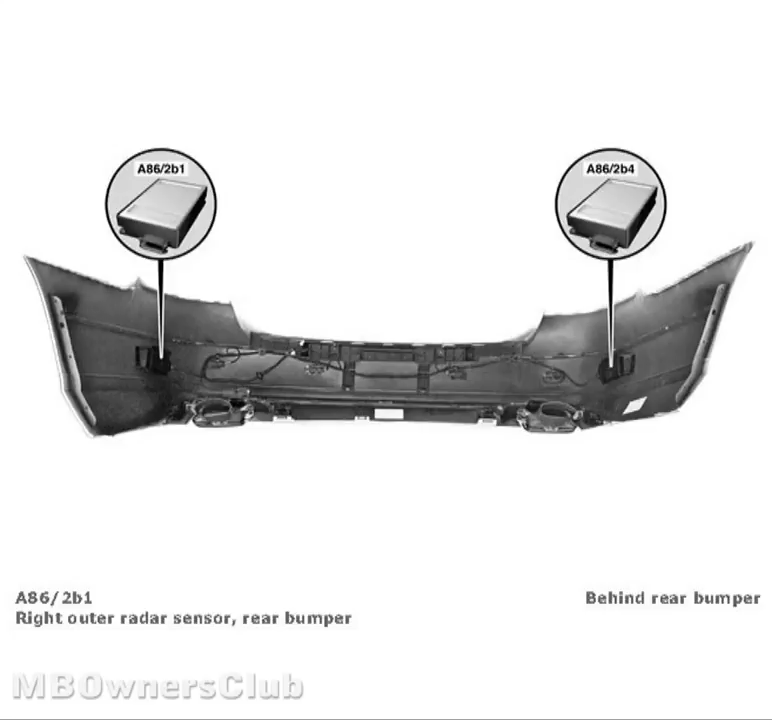 A86/2b1
A86/2b4
A86/2b1
Right outer radar sensor, rear bumper
Behind rear bumper
MBOwnersClub